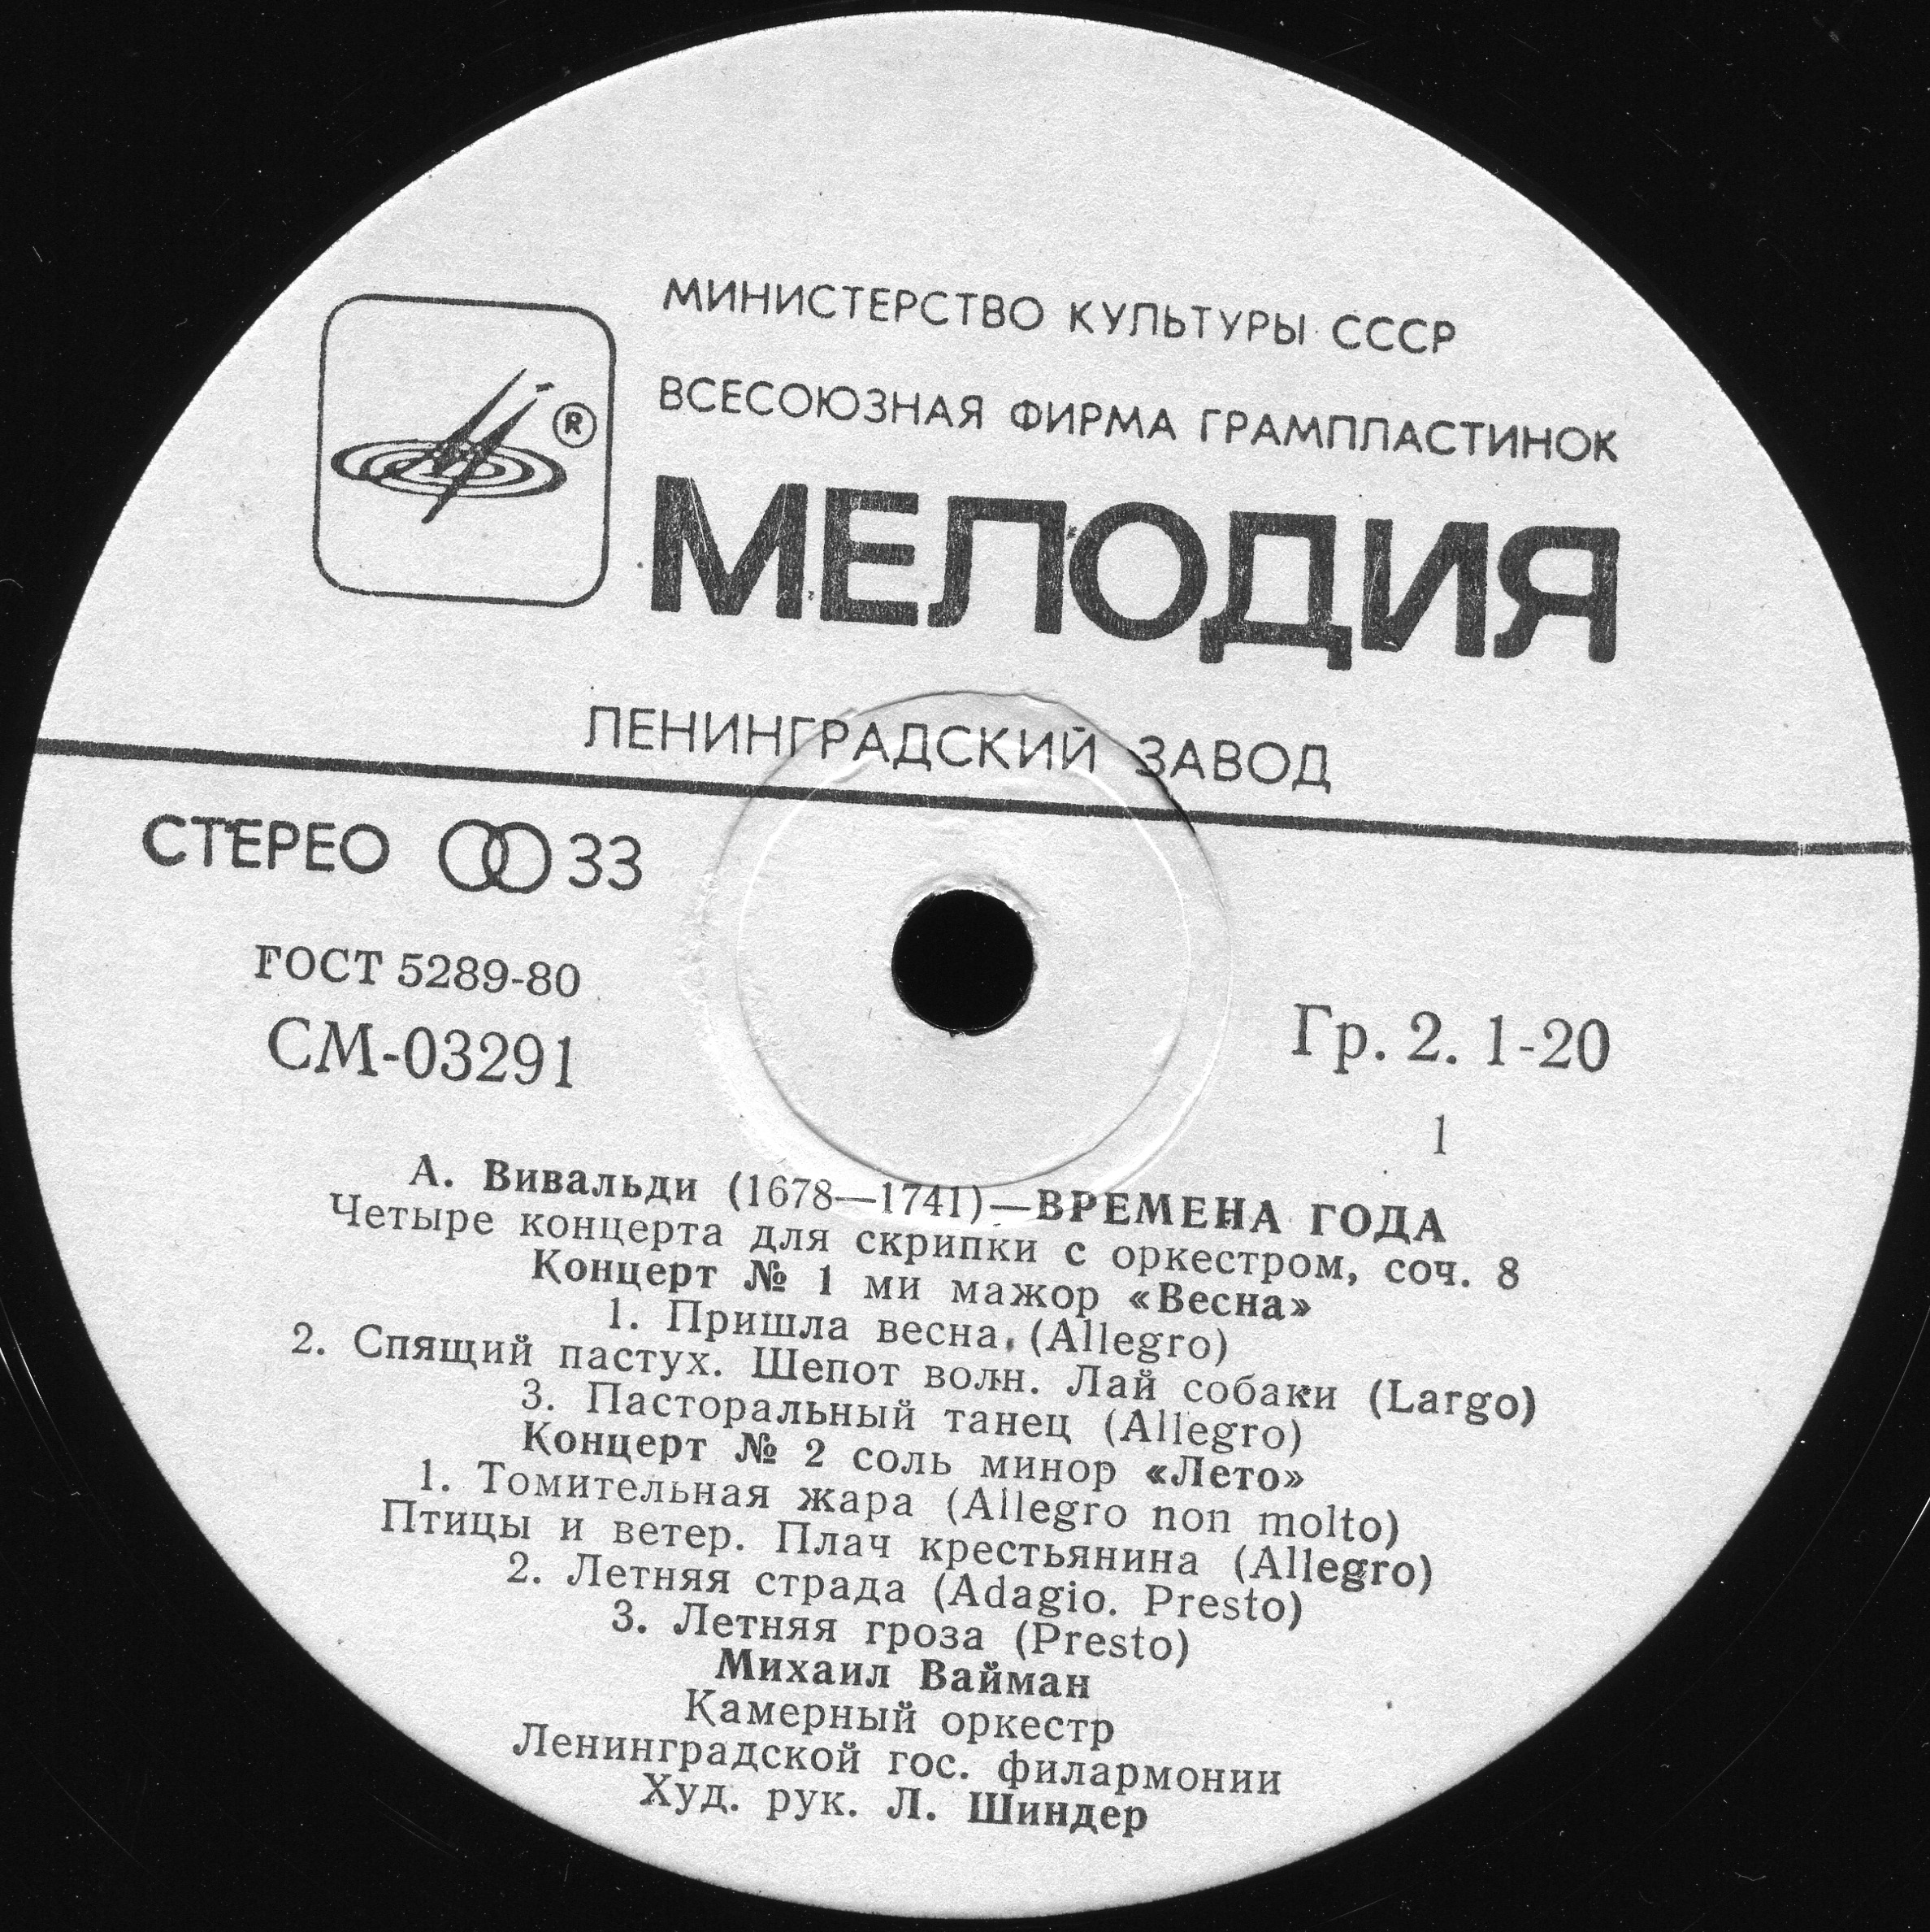 МИНИСТЕРСТВО КУЛЬТУРЫ СССР
ВСЕСОЮЗНАЯ ФИРМА ГРАМПЛАСТИНОК
®
МЕЛОДИЯ
ЛЕНИНГРАДСКИЙ ЗАВОД
СТЕРЕО 33
ГОСТ 5289-80
СМ-03291
Гр. 2. 1-20
1
А. Вивальди (1678—1741)—ВРЕМЕНА ГОДА
Четыре концерта для скрипки с оркестром, соч. 8
Концерт № 1 ми мажор «Весна»
1. Пришла весна. (Allegro)
2. Спящий пастух. Шепот волн. Лай собаки (Largo)
3. Пасторальный танец (Allegro)
Концерт № 2 соль минор «Лето»
1. Томительная жара (Allegro non molto)
Птицы и ветер. Плач крестьянина (Allegro)
2. Летняя страда (Adagio. Presto)
3. Летняя гроза (Presto)
Михаил Вайман
Камерный оркестр
Ленинградской гос. филармонии
Худ. рук. Л. Шиндер